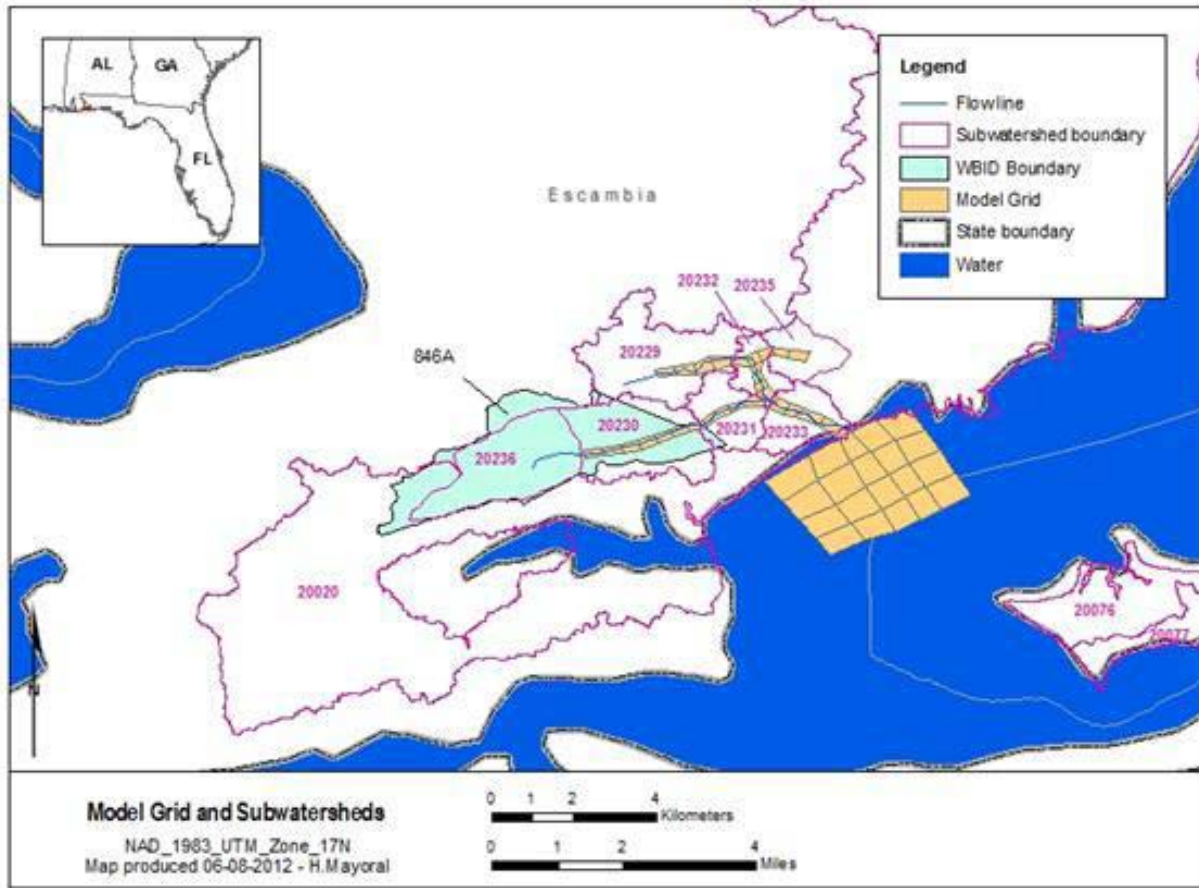 AL
GA
FL
Legend
Flowline
Subwatershed boundary
WBID Boundary
Model Grid
State boundary
Water
Escambia
20232
20235
20229
846A
20230
20231
20233
20236
20020
20076
20077
N
Model Grid and Subwatersheds
NAD_1983_UTM_Zone_17N
Map produced 06-08-2012 - H.Mayoral
0 1 2 4
Kilometers
0 1 2 4
Miles